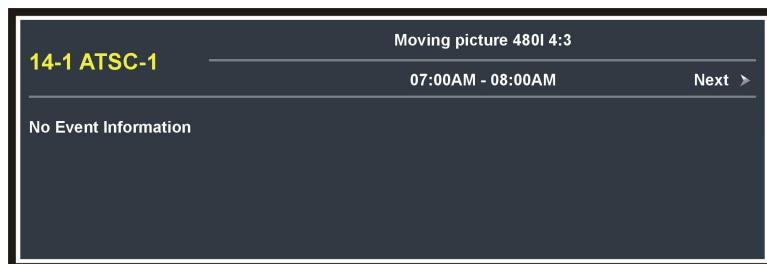 Moving picture 480I 4:3
14-1 ATSC-1
07:00AM - 08:00AM Next
No Event Information